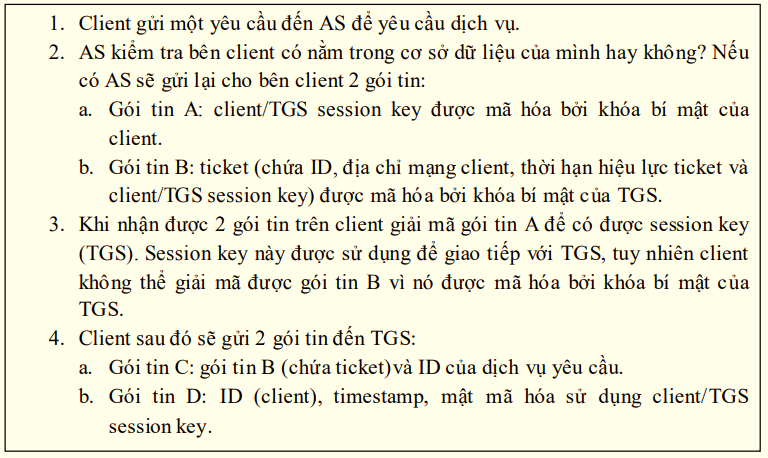 1. Client gửi một yêu cầu đến AS để yêu cầu dịch vụ.
2. AS kiểm tra bên client có nằm trong cơ sở dữ liệu của mình hay không? Nếu
có AS sẽ gửi lại cho bên client 2 gói tin:
a. Gói tin A: client/TGS session key được mã hóa bởi khóa bí mật của
client.
b. Gói tin B: ticket (chứa ID, địa chỉ mạng client, thời hạn hiệu lực ticket và
client/TGS session key) được mã hóa bởi khóa bí mật của TGS.
3. Khi nhận được 2 gói tin trên client giải mã gói tin A để có được session key
(TGS). Session key này được sử dụng để giao tiếp với TGS, tuy nhiên client
không thể giải mã được gói tin B vì nó được mã hóa bởi khóa bí mật của
TGS.
4. Client sau đó sẽ gửi 2 gói tin đến TGS:
a. Gói tin C: gói tin B (chứa ticket)và ID của dịch vụ yêu cầu.
b. Gói tin D: ID (client), timestamp, mật mã hóa sử dụng client/TGS
session key.